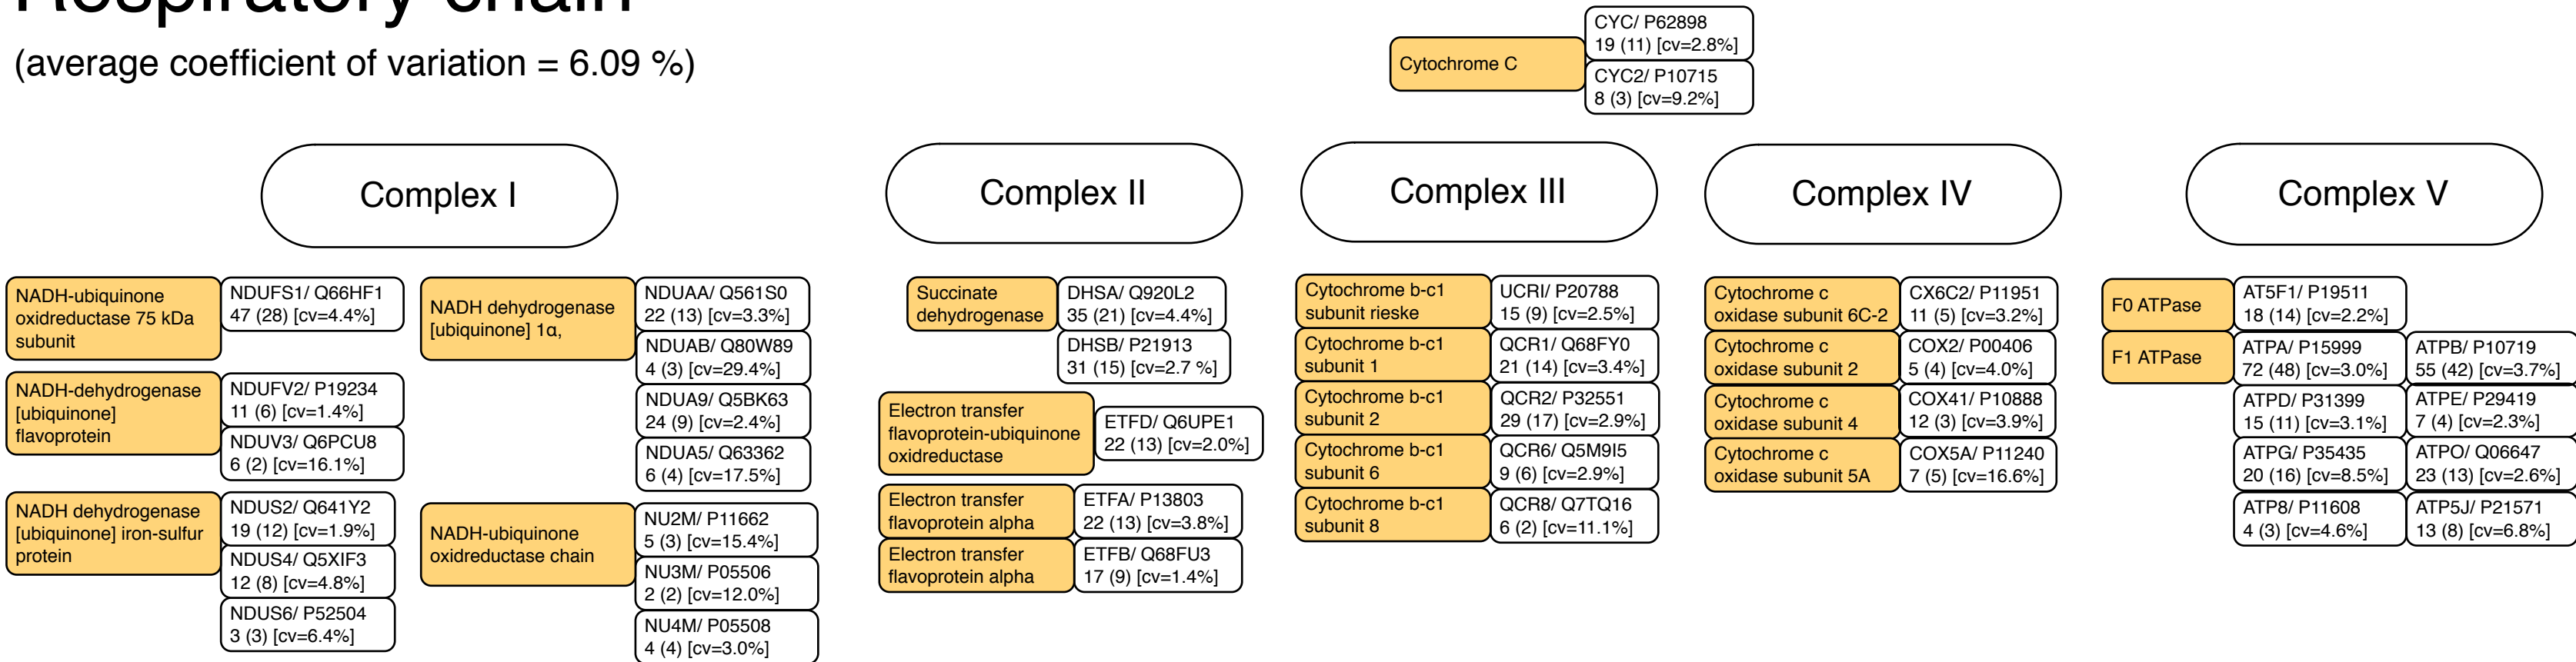 Respiratory chain
(average coefficient of variation = 6.09 %)
Cytochrome C
CYC/ P62898
19 (11) [cv=2.8%]
CYC2/ P10715
8 (3) [cv=9.2%]
Complex I
Complex II
Complex III
Complex IV
Complex V
NADH-ubiquinone
oxidreductase 75 kDa
subunit
NDUFS1/ Q66HF1
47 (28) [cv=4.4%]
NADH-dehydrogenase
[ubiquinone]
flavoprotein
NDUFV2/ P19234
11 (6) [cv=1.4%]
NDUV3/ Q6PCU8
6 (2) [cv=16.1%]
NADH dehydrogenase
[ubiquinone] iron-sulfur
protein
NDUS2/ Q641Y2
19 (12) [cv=1.9%]
NDUS4/ Q5XIF3
12 (8) [cv=4.8%]
NDUS6/ P52504
3 (3) [cv=6.4%]
NADH dehydrogenase
[ubiquinone] 1α,
NDUAA/ Q561S0
22 (13) [cv=3.3%]
NDUAB/ Q80W89
4 (3) [cv=29.4%]
NDUA9/ Q5BK63
24 (9) [cv=2.4%]
NDUA5/ Q63362
6 (4) [cv=17.5%]
NADH-ubiquinone
oxidreductase chain
NU2M/ P11662
5 (3) [cv=15.4%]
NU3M/ P05506
2 (2) [cv=12.0%]
NU4M/ P05508
4 (4) [cv=3.0%]
Succinate
dehydrogenase
DHSA/ Q920L2
35 (21) [cv=4.4%]
DHSB/ P21913
31 (15) [cv=2.7 %]
Electron transfer
flavoprotein-ubiquinone
oxidreductase
ETFD/ Q6UPE1
22 (13) [cv=2.0%]
Electron transfer
flavoprotein alpha
ETFA/ P13803
22 (13) [cv=3.8%]
Electron transfer
flavoprotein alpha
ETFB/ Q68FU3
17 (9) [cv=1.4%]
Cytochrome b-c1
subunit rieske
UCRI/ P20788
15 (9) [cv=2.5%]
Cytochrome b-c1
subunit 1
QCR1/ Q68FY0
21 (14) [cv=3.4%]
Cytochrome b-c1
subunit 2
QCR2/ P32551
29 (17) [cv=2.9%]
Cytochrome b-c1
subunit 6
QCR6/ Q5M9I5
9 (6) [cv=2.9%]
Cytochrome b-c1
subunit 8
QCR8/ Q7TQ16
6 (2) [cv=11.1%]
Cytochrome c
oxidase subunit 6C-2
CX6C2/ P11951
11 (5) [cv=3.2%]
Cytochrome c
oxidase subunit 2
COX2/ P00406
5 (4) [cv=4.0%]
Cytochrome c
oxidase subunit 4
COX41/ P10888
12 (3) [cv=3.9%]
Cytochrome c
oxidase subunit 5A
COX5A/ P11240
7 (5) [cv=16.6%]
F0 ATPase
AT5F1/ P19511
18 (14) [cv=2.2%]
F1 ATPase
ATPA/ P15999
72 (48) [cv=3.0%]
ATPB/ P10719
55 (42) [cv=3.7%]
ATPD/ P31399
15 (11) [cv=3.1%]
ATPE/ P29419
7 (4) [cv=2.3%]
ATPG/ P35435
20 (16) [cv=8.5%]
ATPO/ Q06647
23 (13) [cv=2.6%]
ATP8/ P11608
4 (3) [cv=4.6%]
ATP5J/ P21571
13 (8) [cv=6.8%]